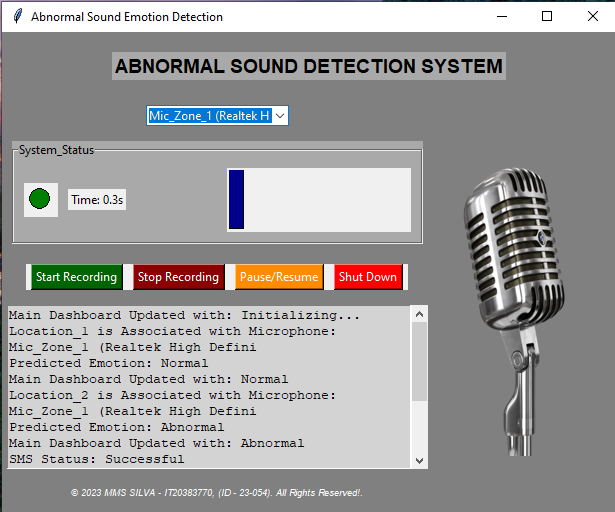 Abnormal Sound Emotion Detection
ABNORMAL SOUND DETECTION SYSTEM
Mic_Zone_1 (Realtek H
System_Status
Time: 0.3s
Start Recording Stop Recording Pause/Resume Shut Down
Main Dashboard Updated with: Initializing...
Location_1 is Associated with Microphone:
Mic_Zone_1 (Realtek High Defini
Predicted Emotion: Normal
Main Dashboard Updated with: Normal
Location_2 is Associated with Microphone:
Mic_Zone_1 (Realtek High Defini
Predicted Emotion: Abnormal
Main Dashboard Updated with: Abnormal
SMS Status: Successful
© 2023 MMS SILVA - IT20383770, (ID - 23-054). All Rights Reserved!.